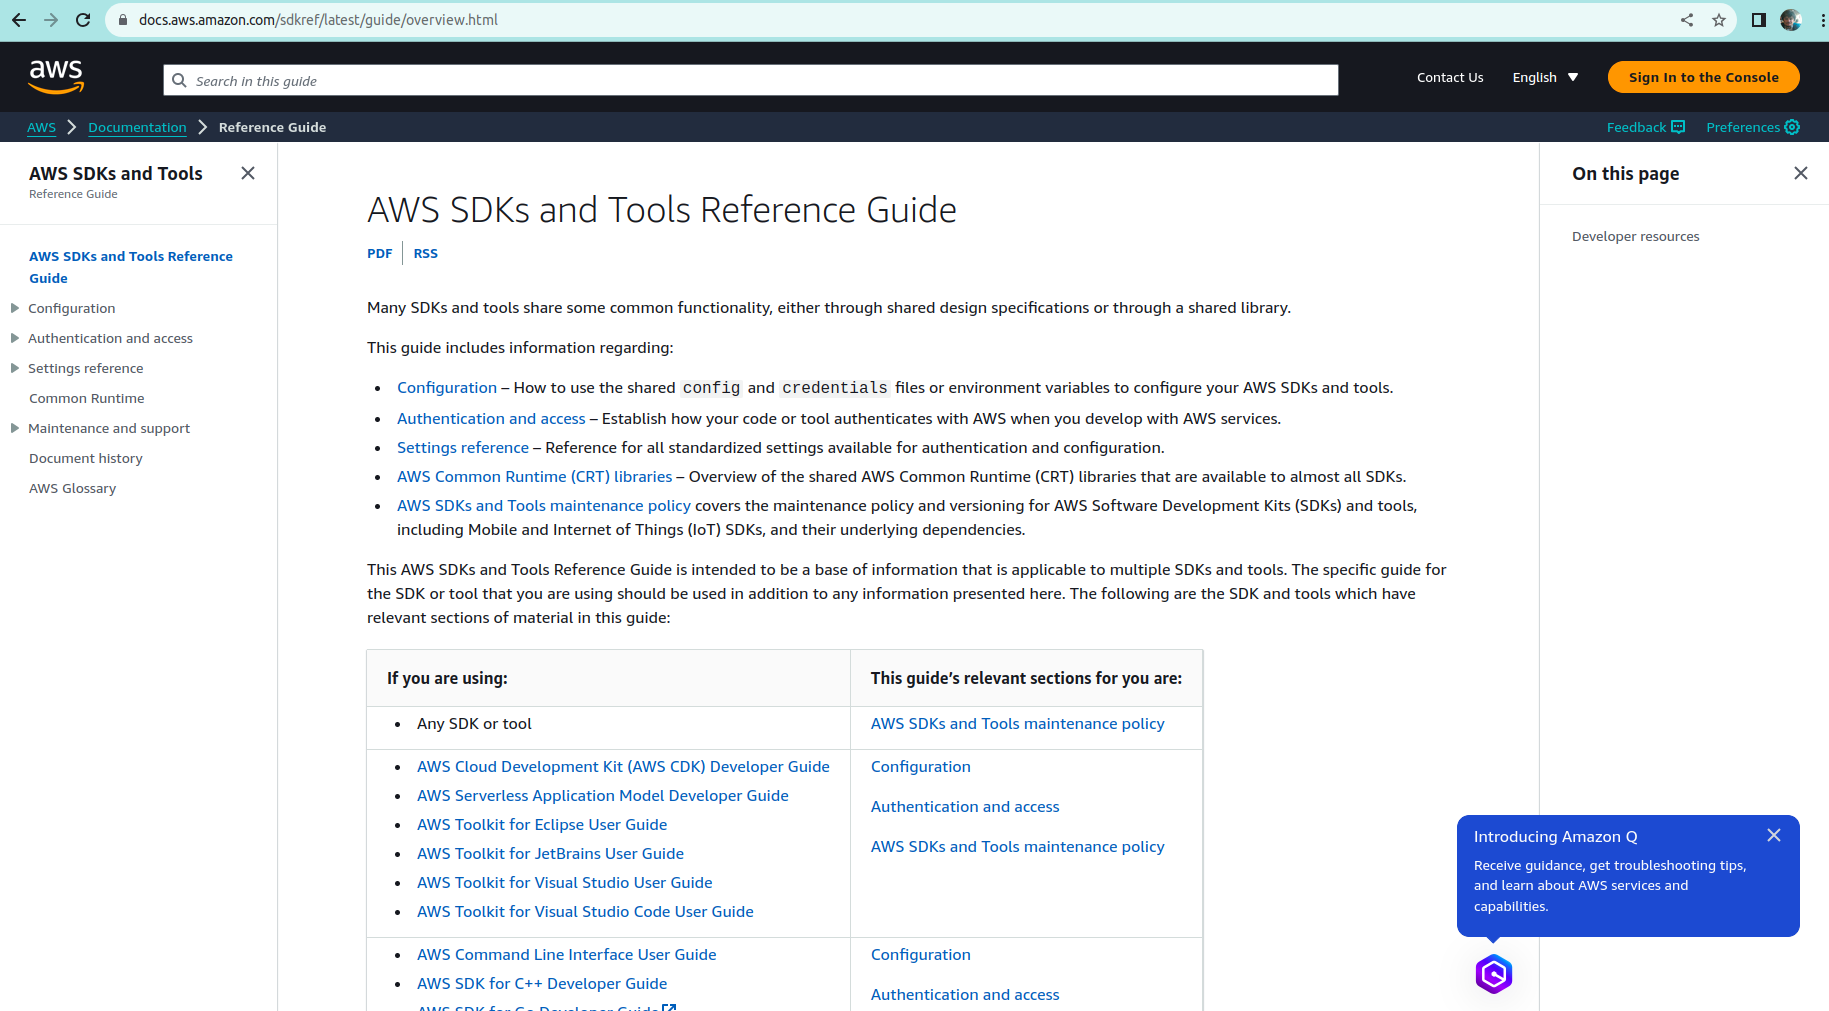 docs.aws.amazon.com/sdkref/latest/guide/overview.html
aws
Search in this guide
Contact Us
English
Sign In to the Console
AWS
Documentation
Reference Guide
Feedback
Preferences
AWS SDKs and Tools
Reference Guide
AWS SDKs and Tools Reference
Guide
Configuration
Authentication and access
Settings reference
Common Runtime
Maintenance and support
Document history
AWS Glossary
AWS SDKs and Tools Reference Guide
PDF
RSS
Many SDKs and tools share some common functionality, either through shared design specifications or through a shared library.
This guide includes information regarding:
• Configuration – How to use the shared config and credentials files or environment variables to configure your AWS SDKs and tools.
• Authentication and access – Establish how your code or tool authenticates with AWS when you develop with AWS services.
• Settings reference – Reference for all standardized settings available for authentication and configuration.
• AWS Common Runtime (CRT) libraries – Overview of the shared AWS Common Runtime (CRT) libraries that are available to almost all SDKs.
• AWS SDKs and Tools maintenance policy covers the maintenance policy and versioning for AWS Software Development Kits (SDKs) and tools,
including Mobile and Internet of Things (IoT) SDKs, and their underlying dependencies.
This AWS SDKs and Tools Reference Guide is intended to be a base of information that is applicable to multiple SDKs and tools. The specific guide for
the SDK or tool that you are using should be used in addition to any information presented here. The following are the SDK and tools which have
relevant sections of material in this guide:
If you are using:
This guide’s relevant sections for you are:
• Any SDK or tool
AWS SDKs and Tools maintenance policy
• AWS Cloud Development Kit (AWS CDK) Developer Guide
• AWS Serverless Application Model Developer Guide
• AWS Toolkit for Eclipse User Guide
• AWS Toolkit for JetBrains User Guide
• AWS Toolkit for Visual Studio User Guide
• AWS Toolkit for Visual Studio Code User Guide
Configuration
Authentication and access
AWS SDKs and Tools maintenance policy
• AWS Command Line Interface User Guide
• AWS SDK for C++ Developer Guide
AWS SDK for Go Developer Guide
Configuration
Authentication and access
On this page
Developer resources
Introducing Amazon Q
Receive guidance, get troubleshooting tips,
and learn about AWS services and
capabilities.